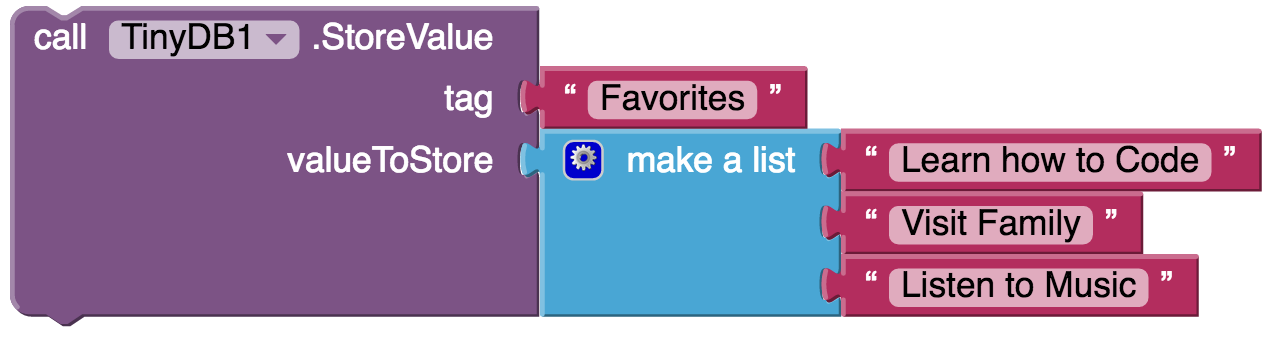 call TinyDB1 .StoreValue
tag “ Favorites ”
valueToStore make a list “ Learn how to Code ”
“ Visit Family ”
“ Listen to Music ”